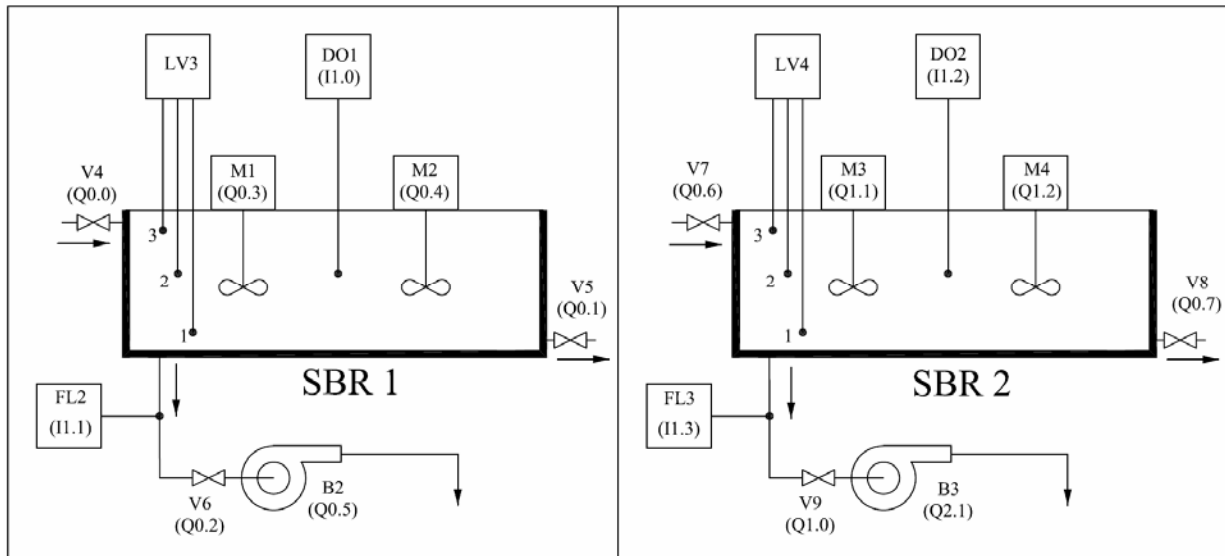 LV3
DO1
(I1.0)
V4
(Q0.0)
M1
(Q0.3)
M2
(Q0.4)
3
2
1
V5
(Q0.1)
SBR 1
FL2
(I1.1)
V6
(Q0.2)
B2
(Q0.5)
LV4
DO2
(I1.2)
V7
(Q0.6)
M3
(Q1.1)
M4
(Q1.2)
3
2
1
V8
(Q0.7)
SBR 2
FL3
(I1.3)
V9
(Q1.0)
B3
(Q2.1)